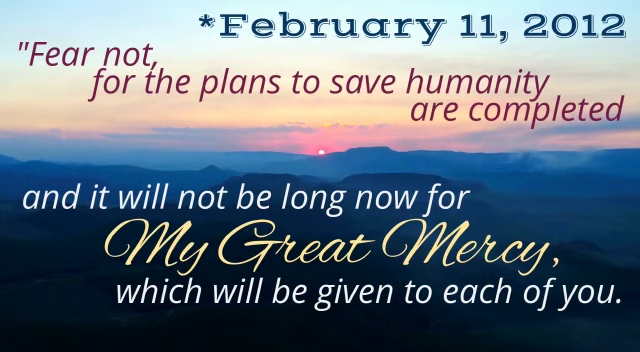 *February 11, 2012
"Fear not,
for the plans to save humanity
are completed
and it will not be long now for
My Great Mercy,
which will be given to each of you.